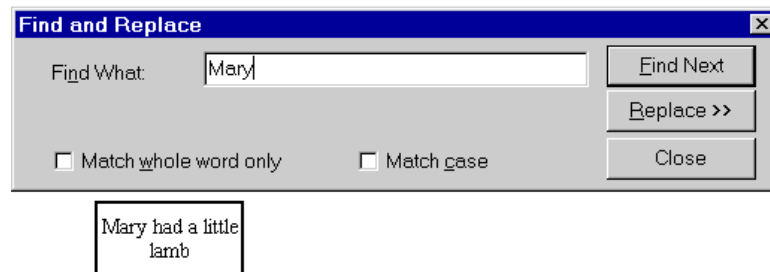 Find and Replace
Find What: Mary Find Next
Replace >>
Match whole word only Match case Close
Mary had a little
lamb